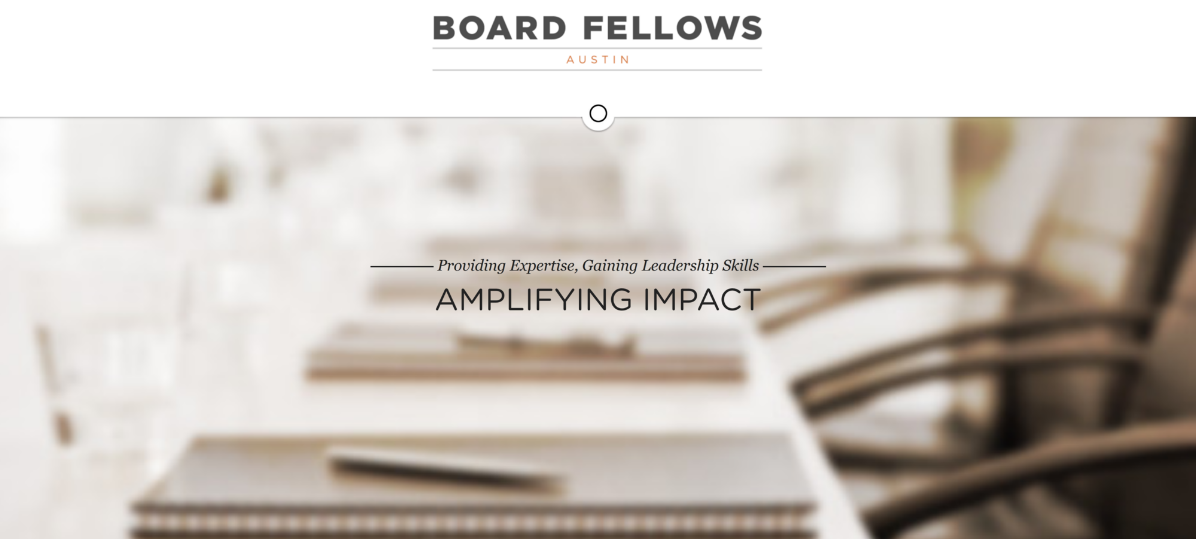 BOARD FELLOWS
AUSTIN
Providing Expertise, Gaining Leadership Skills
AMPLIFYING IMPACT